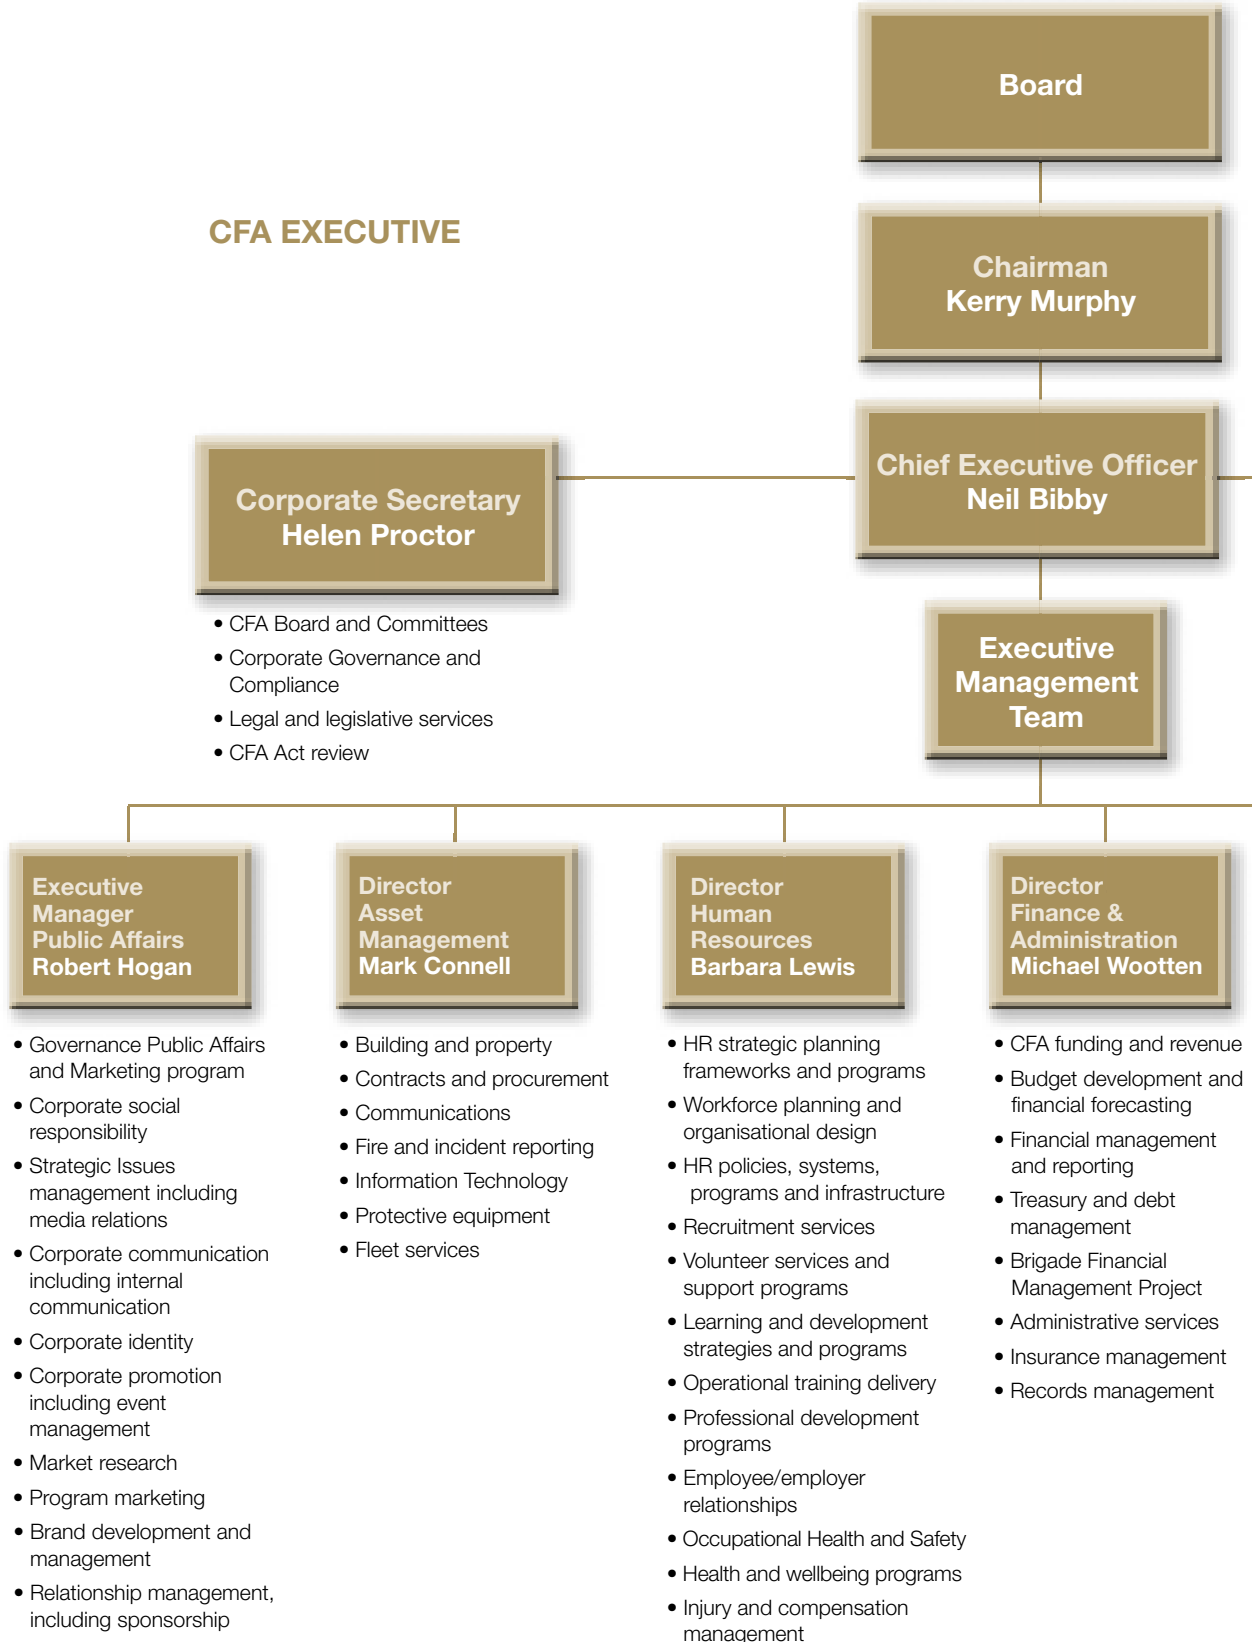 Board
CFA EXECUTIVE
Chairman
Kerry Murphy
Chief Executive Officer
Neil Bibby
Corporate Secretary
Helen Proctor
• CFA Board and Committees
• Corporate Governance and
Compliance
• Legal and legislative services
• CFA Act review
Executive
Management
Team
Executive
Manager
Public Affairs
Robert Hogan
• Governance Public Affairs
and Marketing program
• Corporate social
responsibility
• Strategic Issues
management including
media relations
• Corporate communication
including internal
communication
• Corporate identity
• Corporate promotion
including event
management
• Market research
• Program marketing
• Brand development and
management
• Relationship management,
including sponsorship
Director
Asset
Management
Mark Connell
• Building and property
• Contracts and procurement
• Communications
• Fire and incident reporting
• Information Technology
• Protective equipment
• Fleet services
Director
Human
Resources
Barbara Lewis
• HR strategic planning
frameworks and programs
• Workforce planning and
organisational design
• HR policies, systems,
programs and infrastructure
• Recruitment services
• Volunteer services and
support programs
• Learning and development
strategies and programs
• Operational training delivery
• Professional development
programs
• Employee/employer
relationships
• Occupational Health and Safety
• Health and wellbeing programs
• Injury and compensation
management
Director
Finance &
Administration
Michael Wootten
• CFA funding and revenue
• Budget development and
financial forecasting
• Financial management
and reporting
• Treasury and debt
management
• Brigade Financial
Management Project
• Administrative services
• Insurance management
• Records management